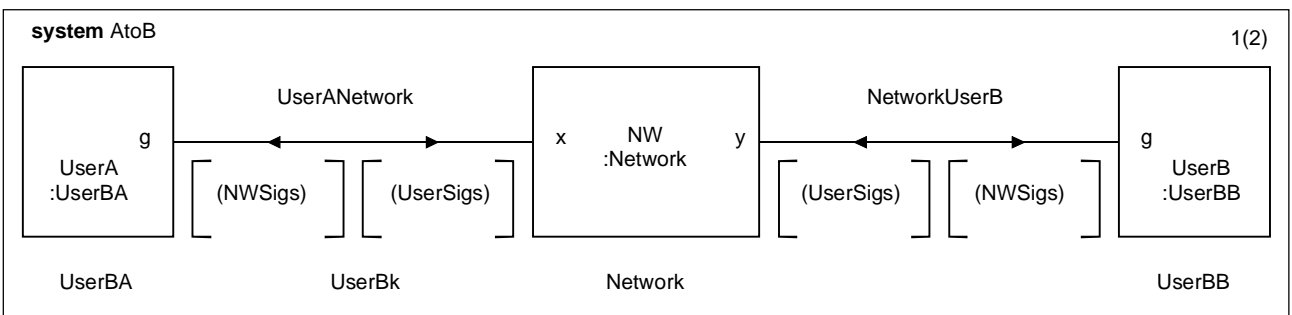 system AtoB
1(2)
UserANetwork
NetworkUserB
g
x
NW
:Network
y
g
UserA
:UserBA
(NWSigs)
(UserSigs)
(UserSigs)
(NWSigs)
UserB
:UserBB
UserBA
UserBk
Network
UserBB